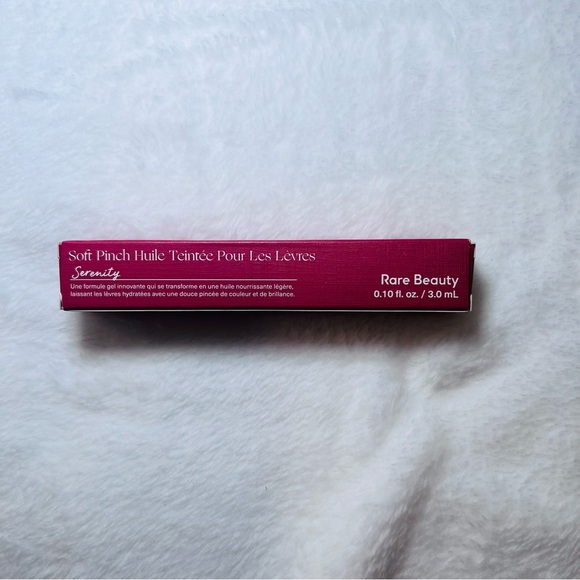 Soft Pinch Huile Teintée Pour Les Lèvres
Serenity
Une formule gel innovante qui se transforme en une huile nourrissante légère,
laissant les lèvres hydratées avec une douce pincée de couleur et de brillance.
Rare Beauty
0.10 fl. oz. / 3.0 mL